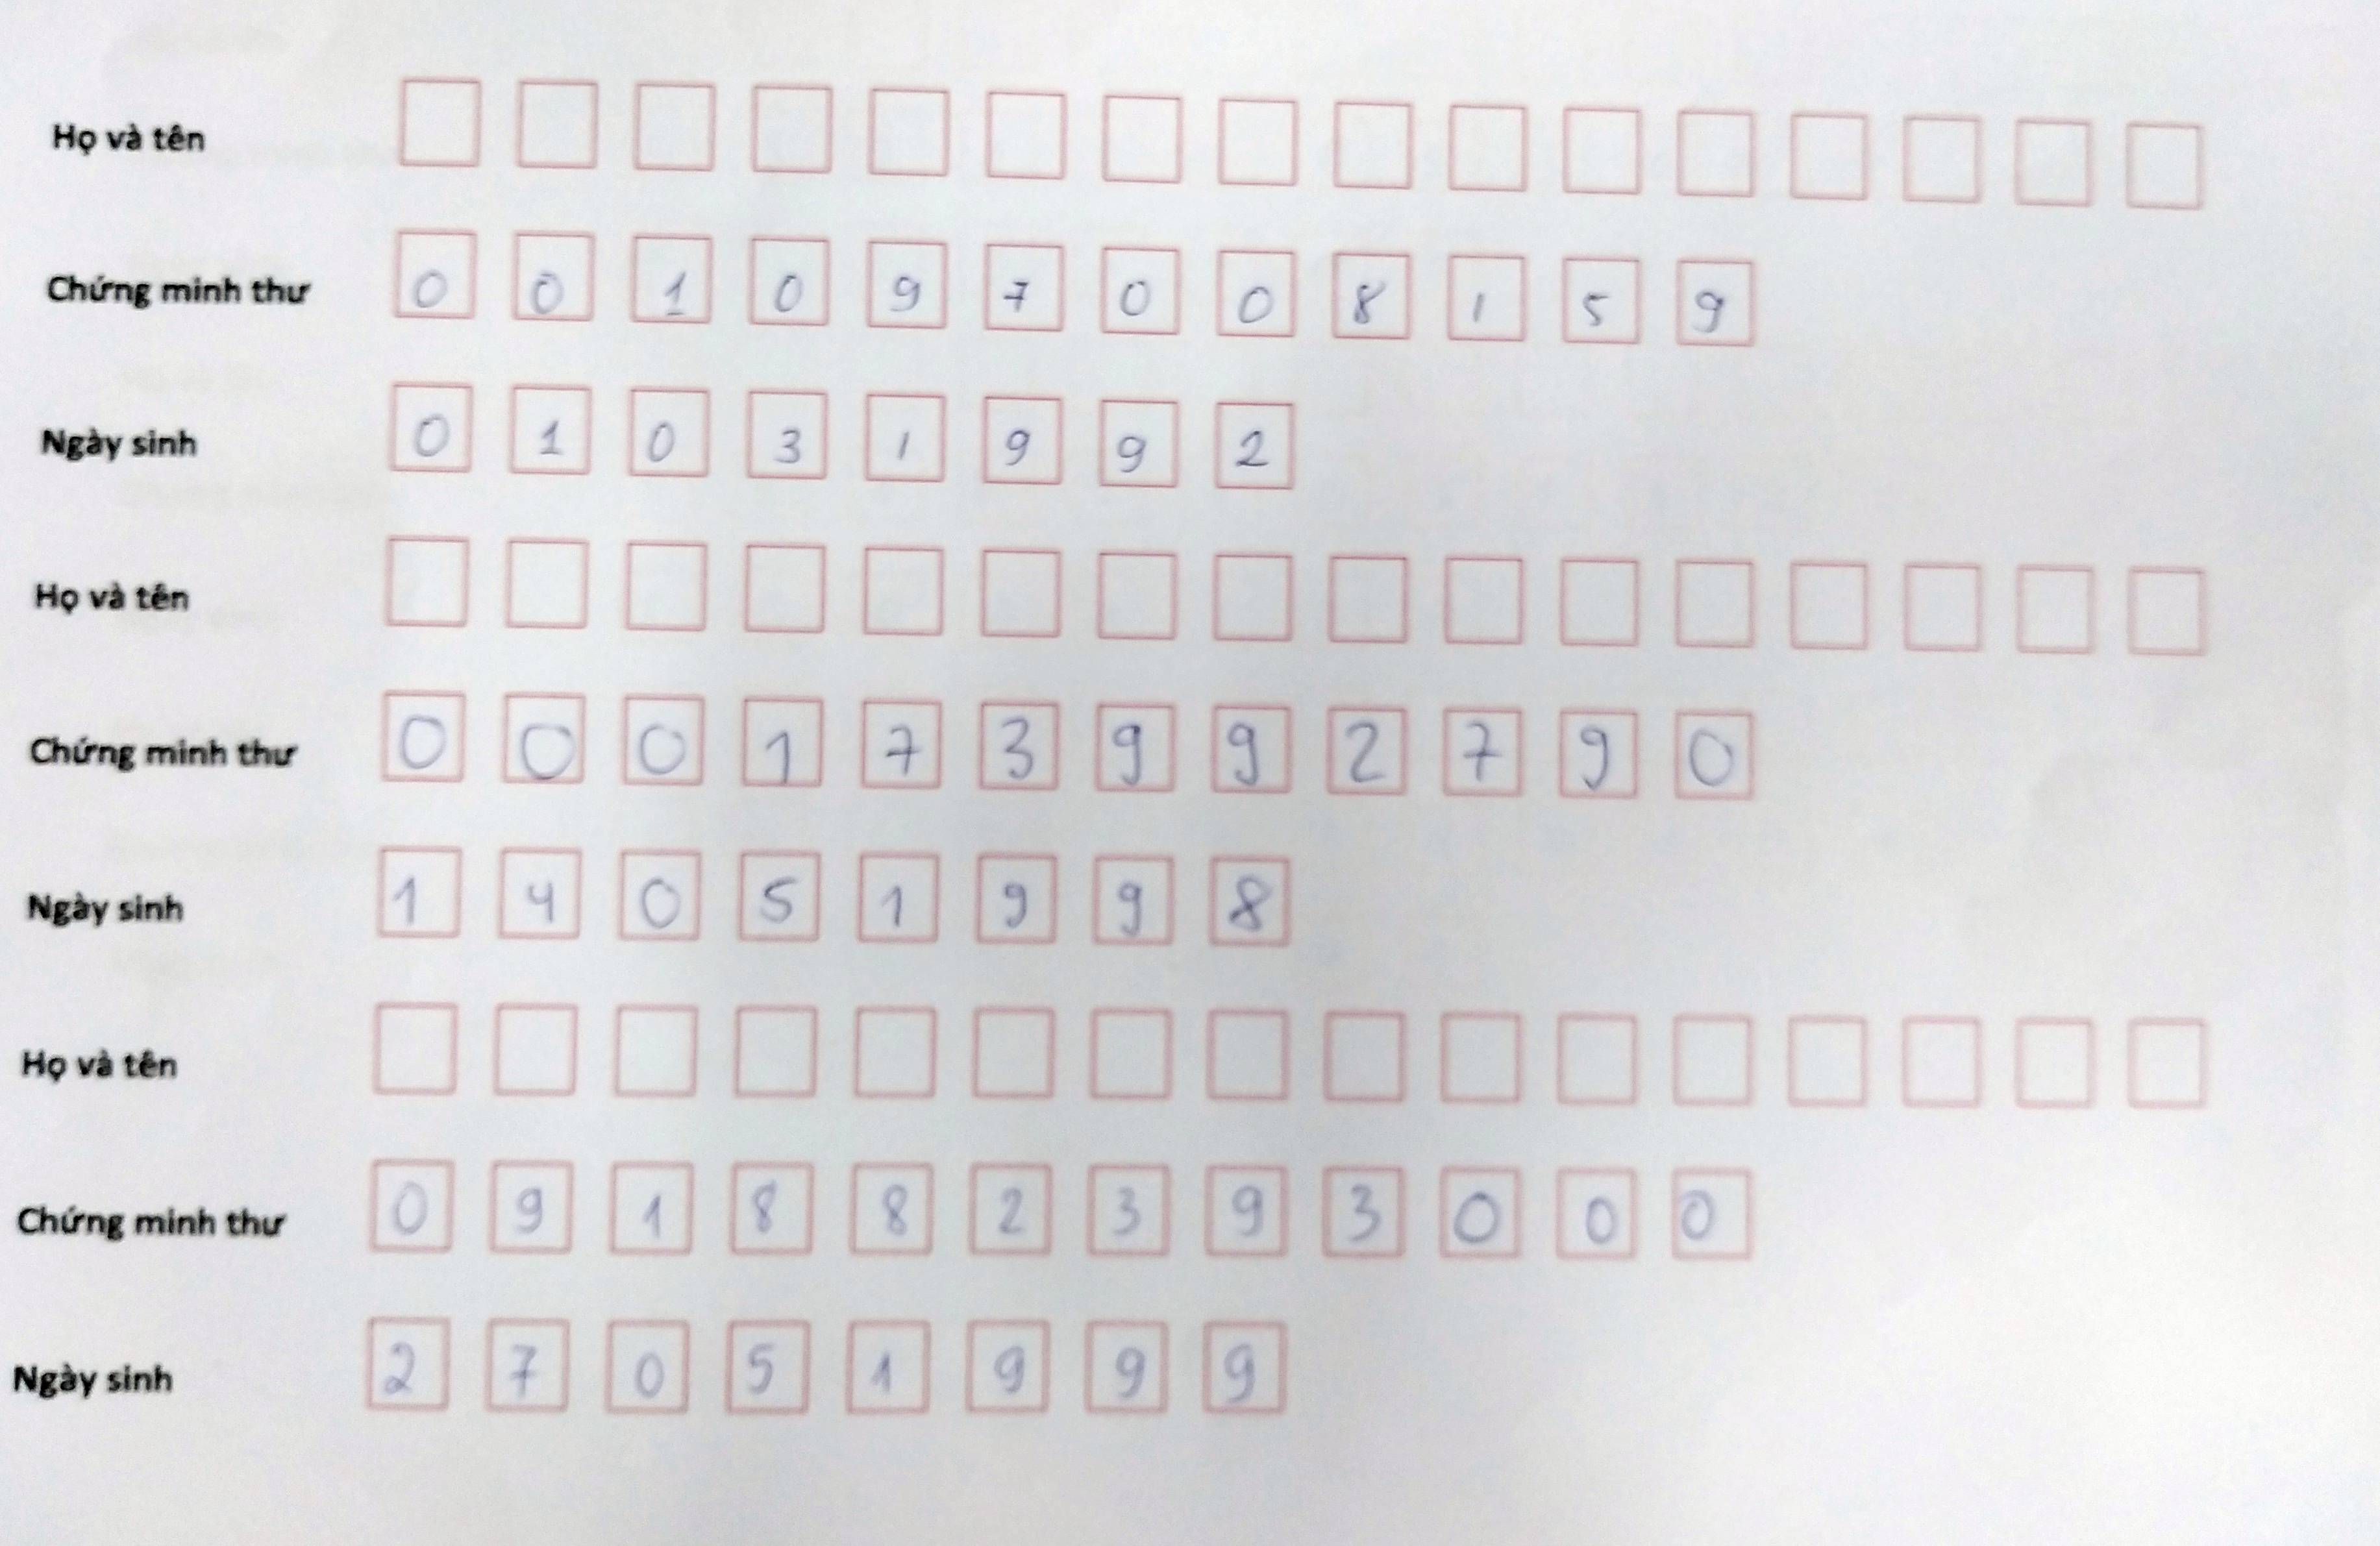 Họ và tên
Chứng minh thư 0 0 1 0 9 7 0 0 8 1 5 9
Ngày sinh 0 1 0 3 1 9 9 2
Họ và tên
Chứng minh thư 0 0 0 1 7 3 9 9 2 7 9 0
Ngày sinh 1 4 0 5 1 9 9 8
Họ và tên
Chứng minh thư 0 9 1 8 8 2 3 9 3 0 0 0
Ngày sinh 2 7 0 5 1 9 9 9